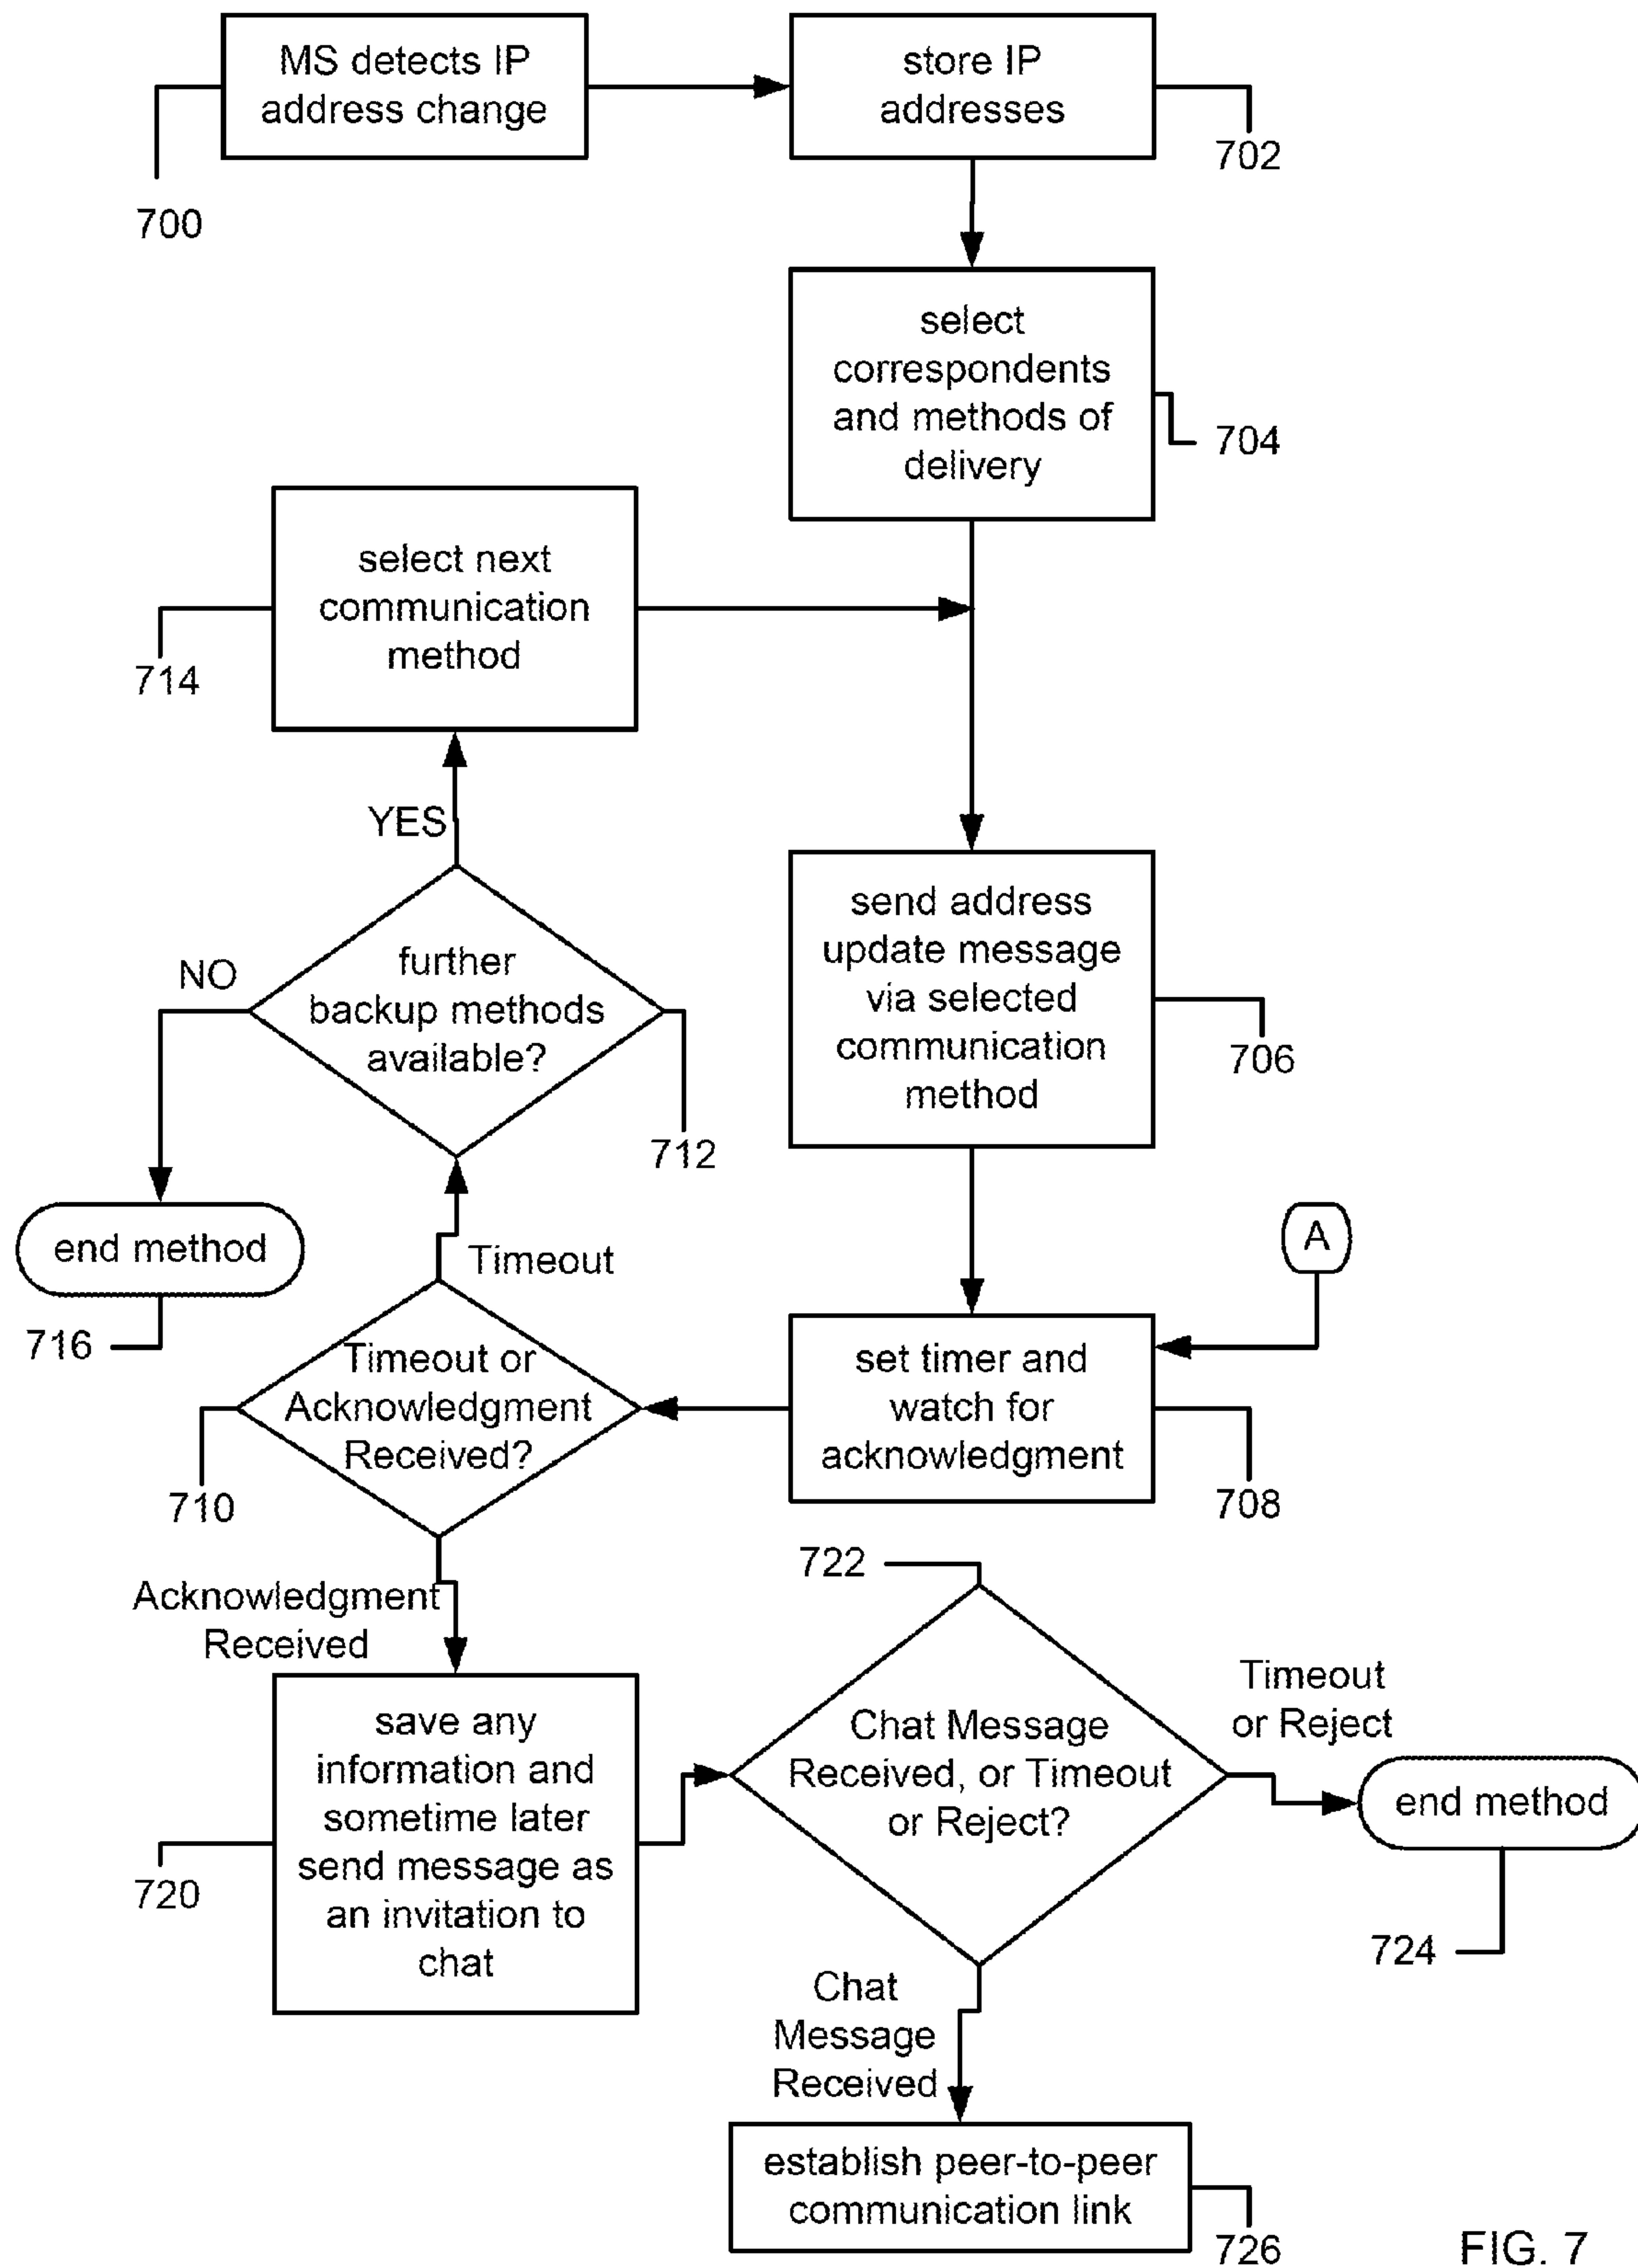 MS detects IP
address change
700
store IP
addresses
702
select
correspondents
and methods of
delivery
704
select next
communication
method
714
YES
further
backup methods
available?
NO
712
send address
update message
via selected
communication
method
706
end method
716
Timeout
A
Timeout or
Acknowledgment
Received?
710
set timer and
watch for
acknowledgment
708
Acknowledgment
Received
save any
information and
sometime later
send message as
an invitation to
chat
720
722
Chat Message
Received, or Timeout
or Reject?
Timeout
or Reject
end method
724
Chat
Message
Received
establish peer-to-peer
communication link
726
FIG. 7